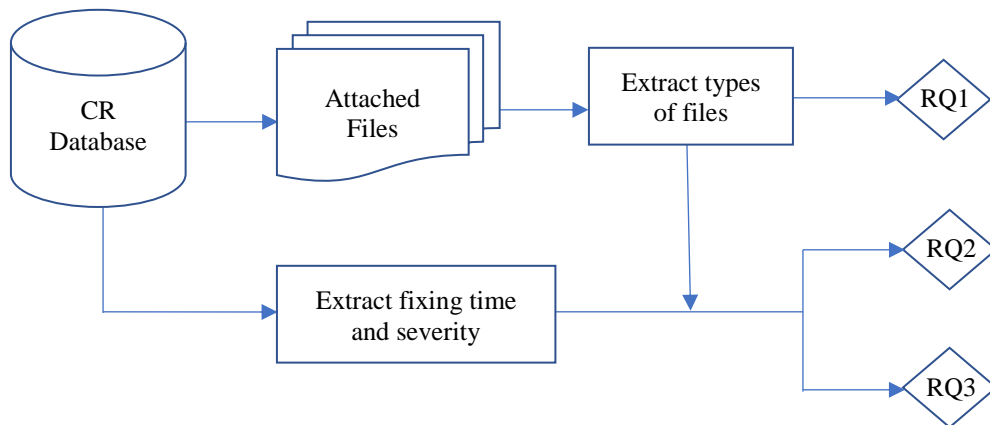 CR
Database
Attached
Files
Extract types
of files
RQ1
Extract fixing time
and severity
RQ2
RQ3